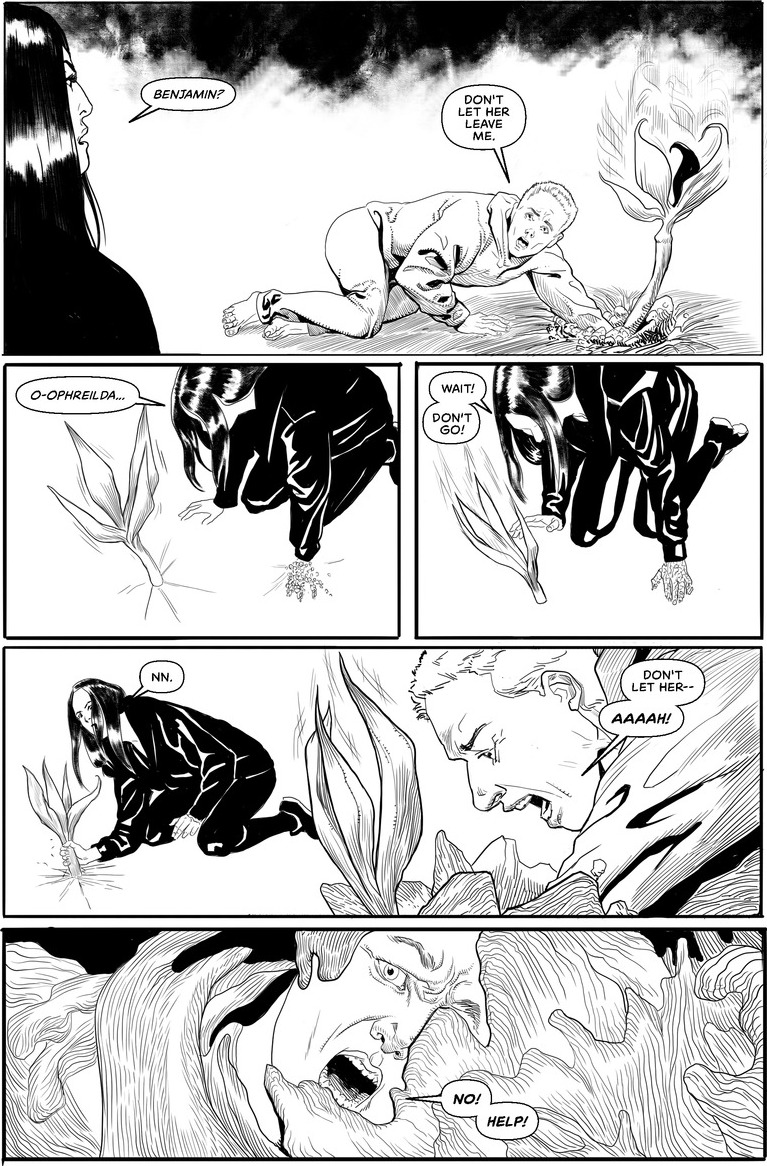 BENJAMIN?
DON'T
LET HER
LEAVE
ME.
O-OPHREILDA...
WAIT!
DON'T
GO!
NN.
DON'T
LET HER--
AAAAH!
NO!
HELP!